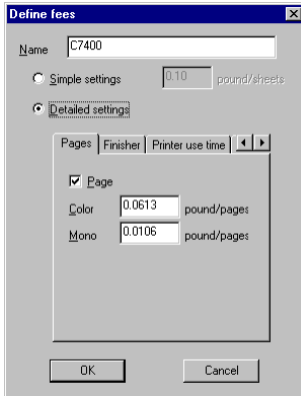 Define fees
Name C7400
Simple settings 0.10 pound/sheets
Detailed settings
Pages Finisher Printer use time
Page
Color 0.0613 pound/pages
Mono 0.0106 pound/pages
OK Cancel